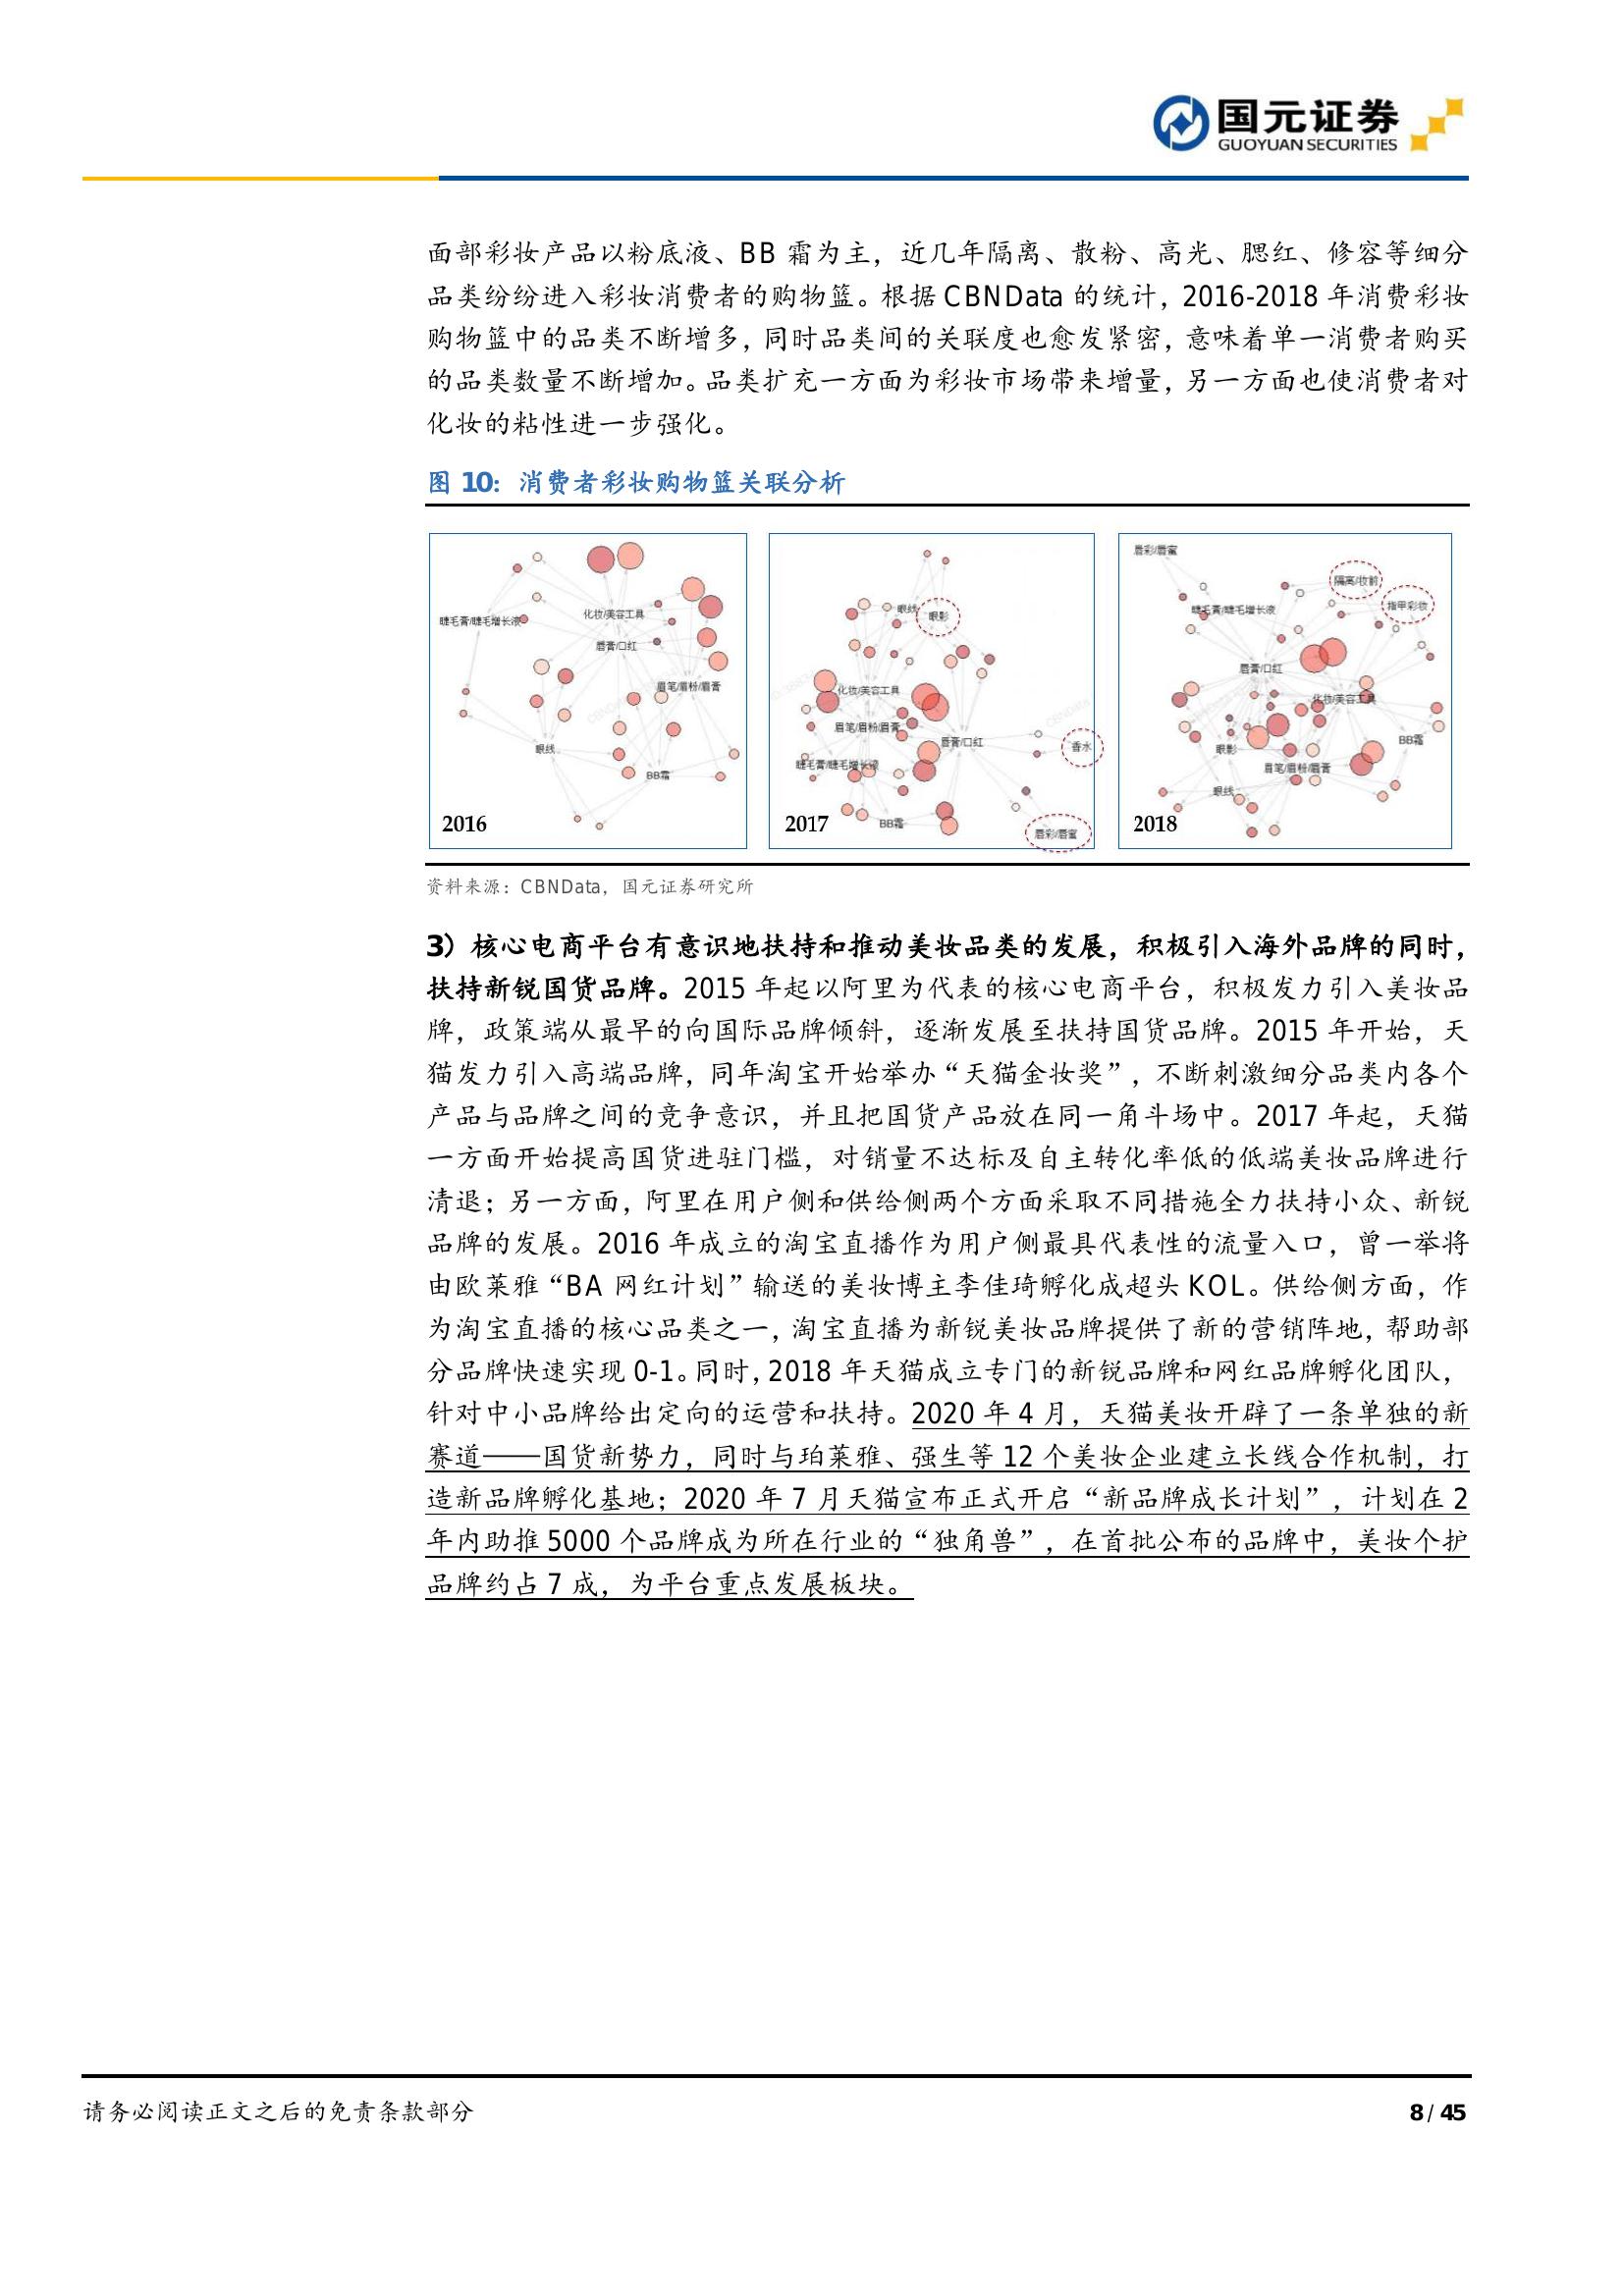 国元证券
GUOYUAN SECURITIES
面部彩妆产品以粉底液、BB 霜为主，近几年隔离、散粉、高光、腮红、修容等细分
品类纷纷进入彩妆消费者的购物篮。根据 CBNData 的统计，2016-2018 年消费彩妆
购物篮中的品类不断增多，同时品类间的关联度也愈发紧密，意味着单一消费者购买
的品类数量不断增加。品类扩充一方面为彩妆市场带来增量，另一方面也使消费者对
化妆的粘性进一步强化。
图 10：消费者彩妆购物篮关联分析
化妆/美容工具
睫毛膏/睫毛增长液
唇膏/口红
眉笔/眉粉/眉膏
眼线
BB霜
2016
眼线
眼影
化妆/美容工具
眉笔/眉粉/眉膏
唇膏/口红
香水
睫毛膏/睫毛增长液
BB霜
唇彩/唇蜜
2017
唇彩/唇蜜
隔离/妆前
指甲彩妆
睫毛膏/睫毛增长液
唇膏/口红
化妆/美容工具
BB霜
眼影
眉笔/眉粉/眉膏
眼线
2018
资料来源：CBNData，国元证券研究所
3）核心电商平台有意识地扶持和推动美妆品类的发展，积极引入海外品牌的同时，
扶持新锐国货品牌。2015 年起以阿里为代表的核心电商平台，积极发力引入美妆品
牌，政策端从最早的向国际品牌倾斜，逐渐发展至扶持国货品牌。2015 年开始，天
猫发力引入高端品牌，同年淘宝开始举办“天猫金妆奖”，不断刺激细分品类内各个
产品与品牌之间的竞争意识，并且把国货产品放在同一角斗场中。2017 年起，天猫
一方面开始提高国货进驻门槛，对销量不达标及自主转化率低的低端美妆品牌进行
清退；另一方面，阿里在用户侧和供给侧两个方面采取不同措施全力扶持小众、新锐
品牌的发展。2016 年成立的淘宝直播作为用户侧最具代表性的流量入口，曾一举将
由欧莱雅“BA 网红计划”输送的美妆博主李佳琦孵化成超头 KOL。供给侧方面，作
为淘宝直播的核心品类之一，淘宝直播为新锐美妆品牌提供了新的营销阵地，帮助部
分品牌快速实现 0-1。同时，2018 年天猫成立专门的新锐品牌和网红品牌孵化团队，
针对中小品牌给出定向的运营和扶持。2020 年 4 月，天猫美妆开辟了一条单独的新
赛道——国货新势力，同时与珀莱雅、强生等 12 个美妆企业建立长线合作机制，打
造新品牌孵化基地；2020 年 7 月天猫宣布正式开启“新品牌成长计划”，计划在 2
年内助推 5000 个品牌成为所在行业的“独角兽”，在首批公布的品牌中，美妆个护
品牌约占 7 成，为平台重点发展板块。
请务必阅读正文之后的免责条款部分
8 / 45